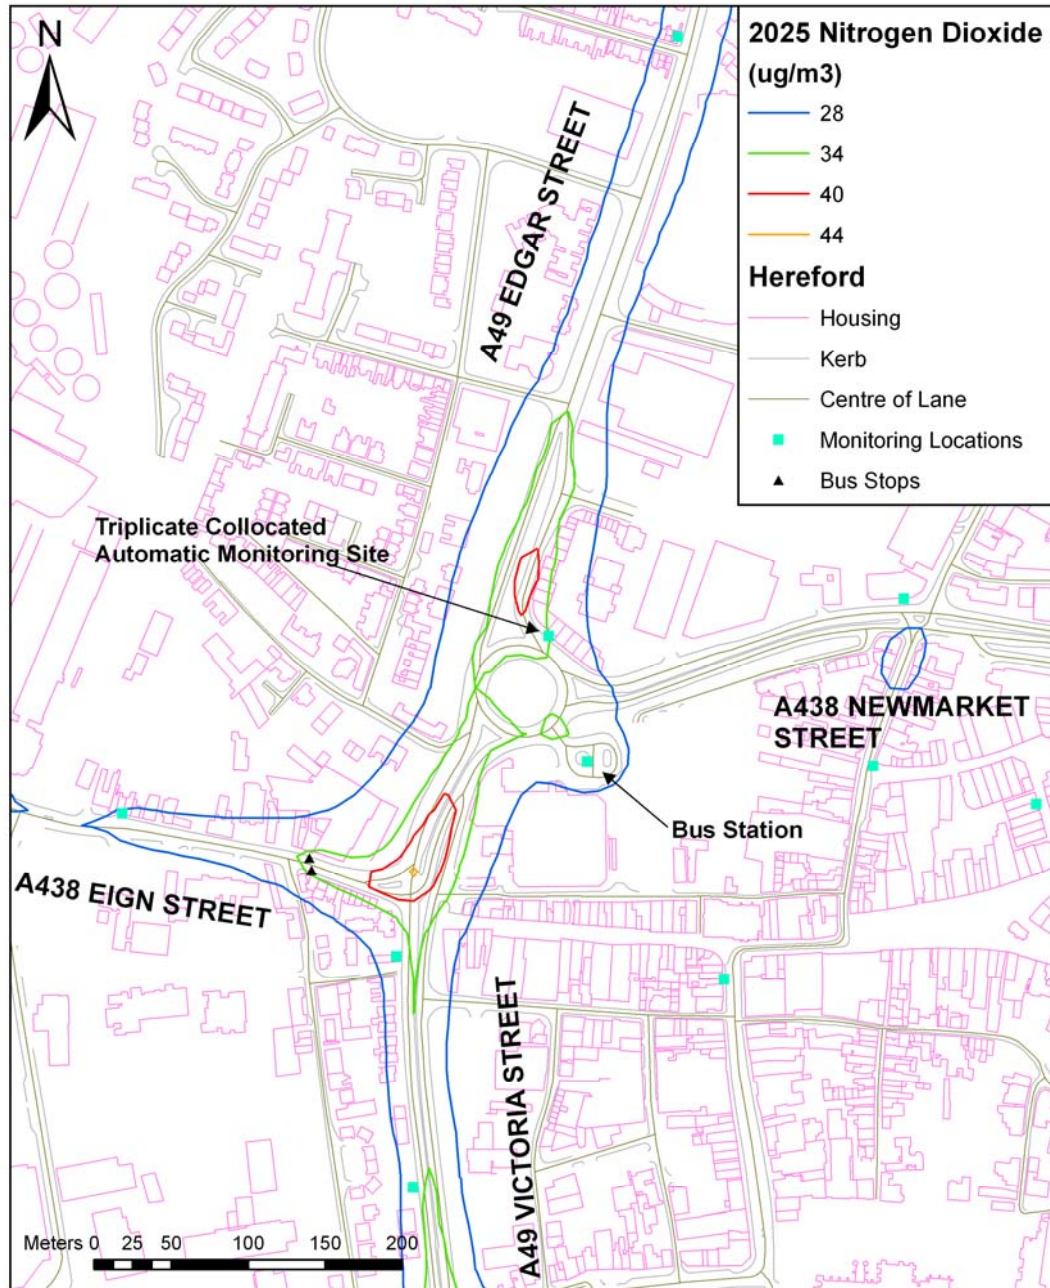 N
2025 Nitrogen Dioxide
(ug/m3)
28
34
40
44
Hereford
Housing
Kerb
Centre of Lane
Monitoring Locations
Bus Stops
A49 EDGAR STREET
Triplicate Collocated
Automatic Monitoring Site
A438 NEWMARKET
STREET
Bus Station
A438 EIGN STREET
A49 VICTORIA STREET
Meters 0 25 50 100 150 200